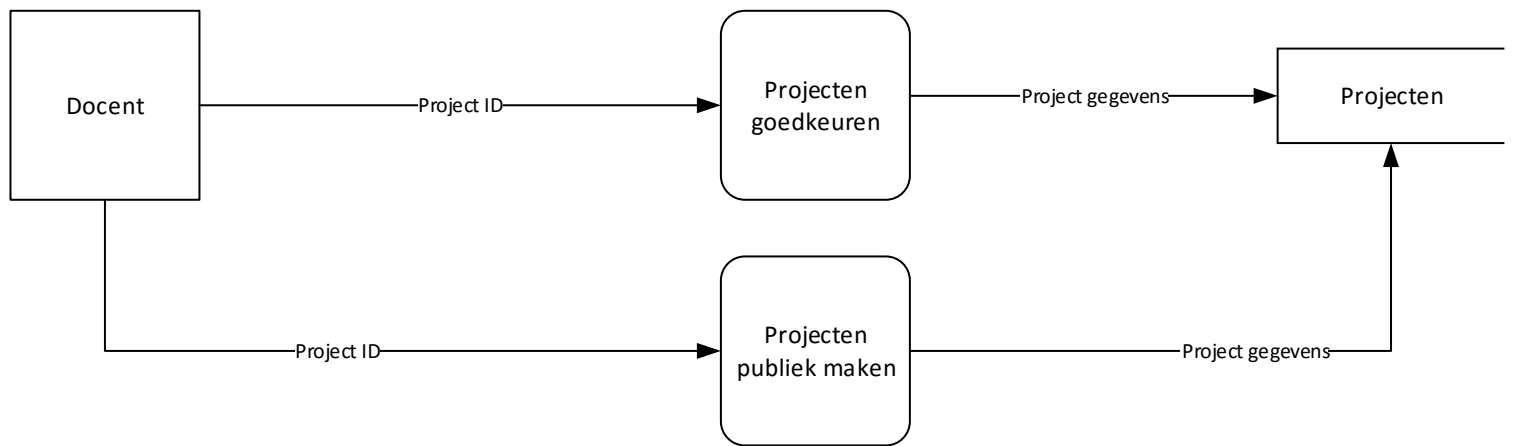 Docent
Project ID
Projecten
goedkeuren
Project gegevens
Projecten
Project ID
Projecten
publiek maken
Project gegevens